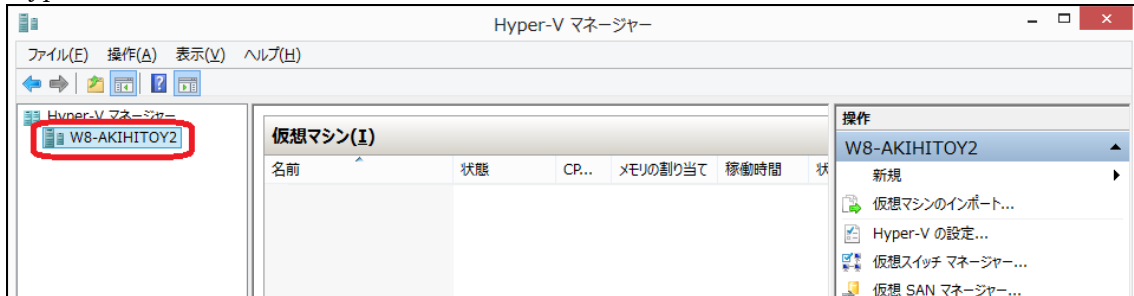 Hyper-V マネージャー
ファイル(F) 操作(A) 表示(V) ヘルプ(H)
Hyper-V マネージャー
W8-AKIHITOY2
仮想マシン(I)
名前 状態 CP... メモリの割り当て 稼働時間 状
操作
W8-AKIHITOY2
新規
仮想マシンのインポート...
Hyper-V の設定...
仮想スイッチ マネージャー...
仮想 SAN マネージャー...